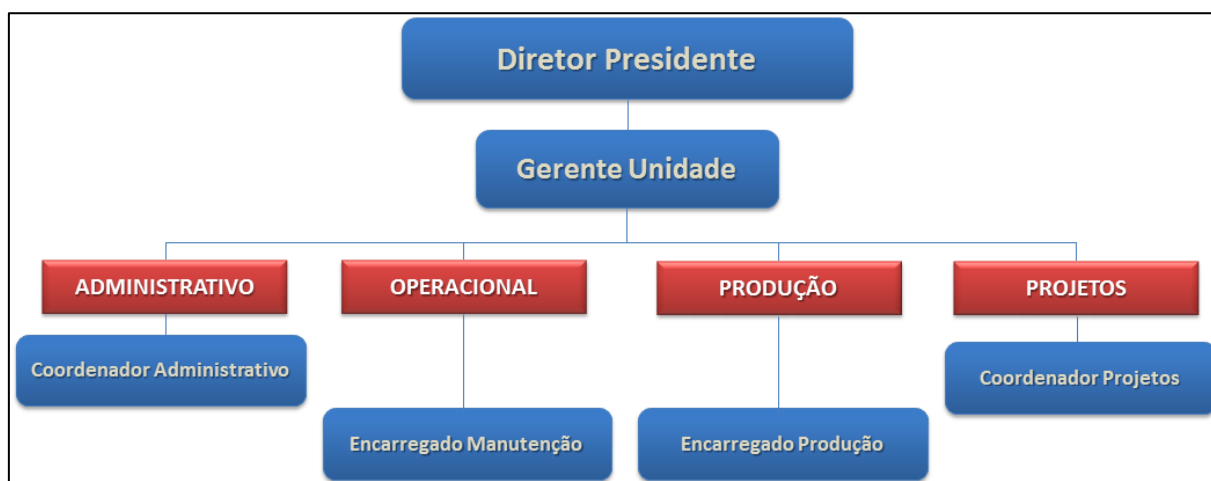 Diretor Presidente
Gerente Unidade
ADMINISTRATIVO
OPERACIONAL
PRODUÇÃO
PROJETOS
Coordenador Administrativo
Coordenador Projetos
Encarregado Manutenção
Encarregado Produção